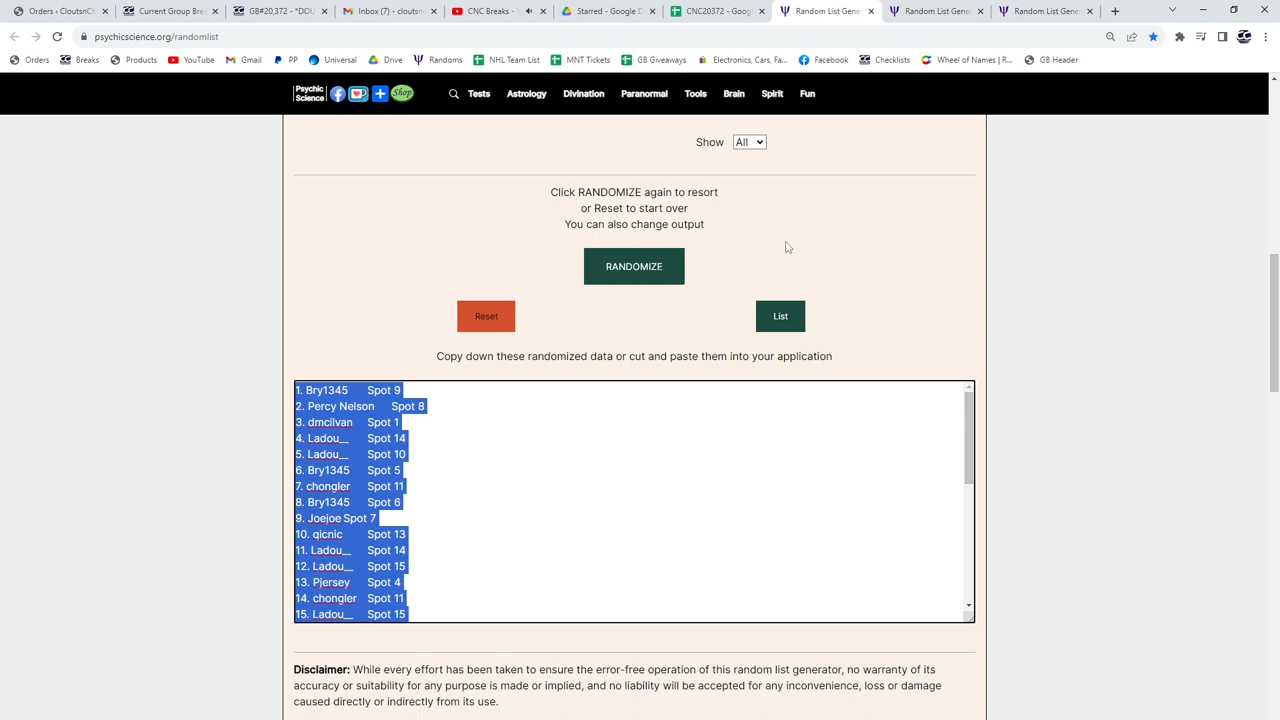 Orders ‹ CloutsnCh
Current Group Brea
GB#20,372 - *DOU
Inbox (7) - cloutsno
CNC Breaks -
Starred - Google D
CNC20372 - Goog
Random List Gene
Random List Gene
Random List Gene
psychicscience.org/randomlist
Orders
Breaks
Products
YouTube
Gmail
PP
Universal
Drive
Randoms
NHL Team List
MNT Tickets
GB Giveaways
Electronics, Cars, Fa...
Facebook
Checklists
Wheel of Names | R...
GB Header
Psychic Science
Shop
Tests
Astrology
Divination
Paranormal
Tools
Brain
Spirit
Fun
Show All
Click RANDOMIZE again to resort
or Reset to start over
You can also change output
RANDOMIZE
Reset
List
Copy down these randomized data or cut and paste them into your application
1. Bry1345 Spot 9
2. Percy Nelson Spot 8
3. dmcilvan Spot 1
4. Ladou__ Spot 14
5. Ladou__ Spot 10
6. Bry1345 Spot 5
7. chongler Spot 11
8. Bry1345 Spot 6
9. Joejoe Spot 7
10. qicnic Spot 13
11. Ladou__ Spot 14
12. Ladou__ Spot 15
13. Pjersey Spot 4
14. chongler Spot 11
15. Ladou__ Spot 15
Disclaimer: While every effort has been taken to ensure the error-free operation of this random list generator, no warranty of its
accuracy or suitability for any purpose is made or implied, and no liability will be accepted for any inconvenience, loss or damage
caused directly or indirectly from its use.